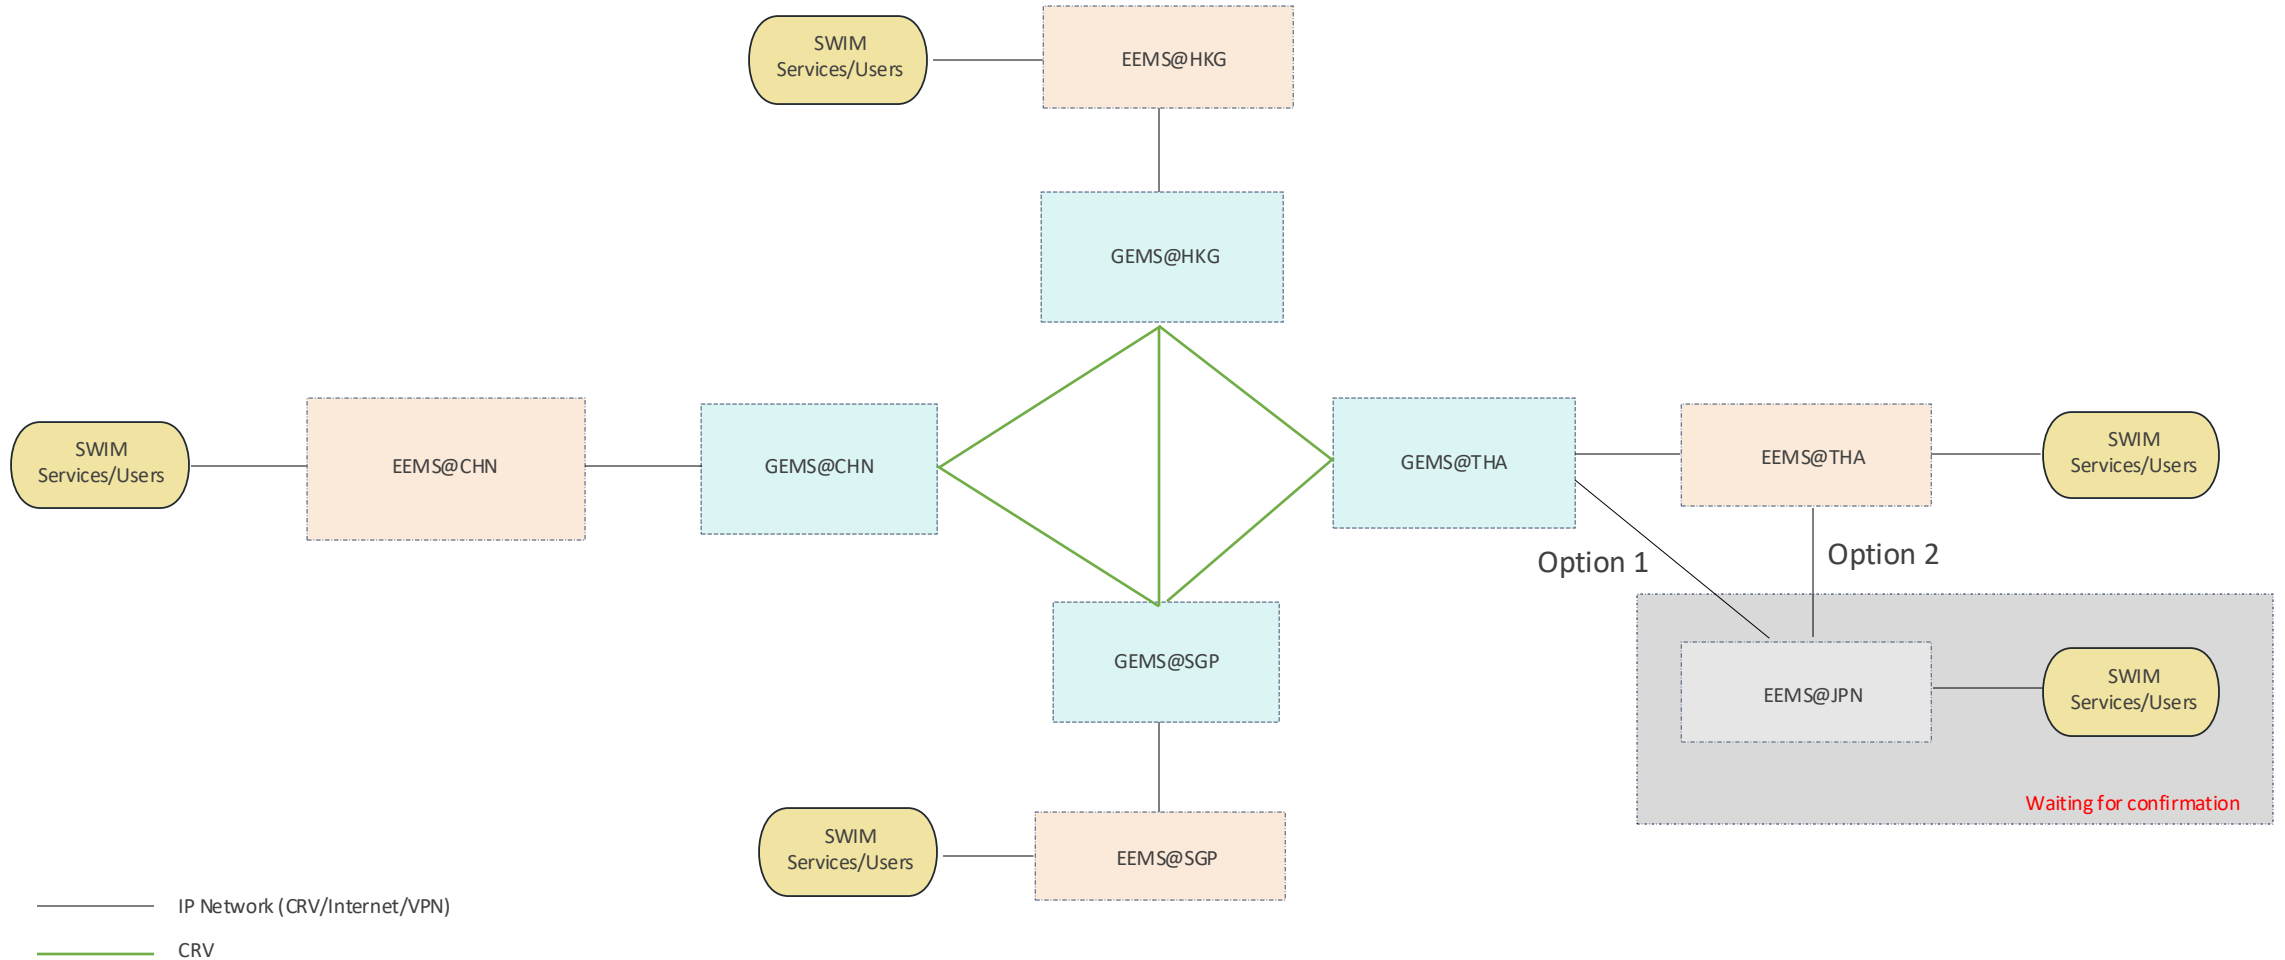 SWIM
Services/Users
EEMS@HKG
GEMS@HKG
SWIM
Services/Users
EEMS@CHN
GEMS@CHN
GEMS@THA
EEMS@THA
SWIM
Services/Users
Option 1
Option 2
GEMS@SGP
EEMS@JPN
SWIM
Services/Users
Waiting for confirmation
SWIM
Services/Users
EEMS@SGP
IP Network (CRV/Internet/VPN)
CRV